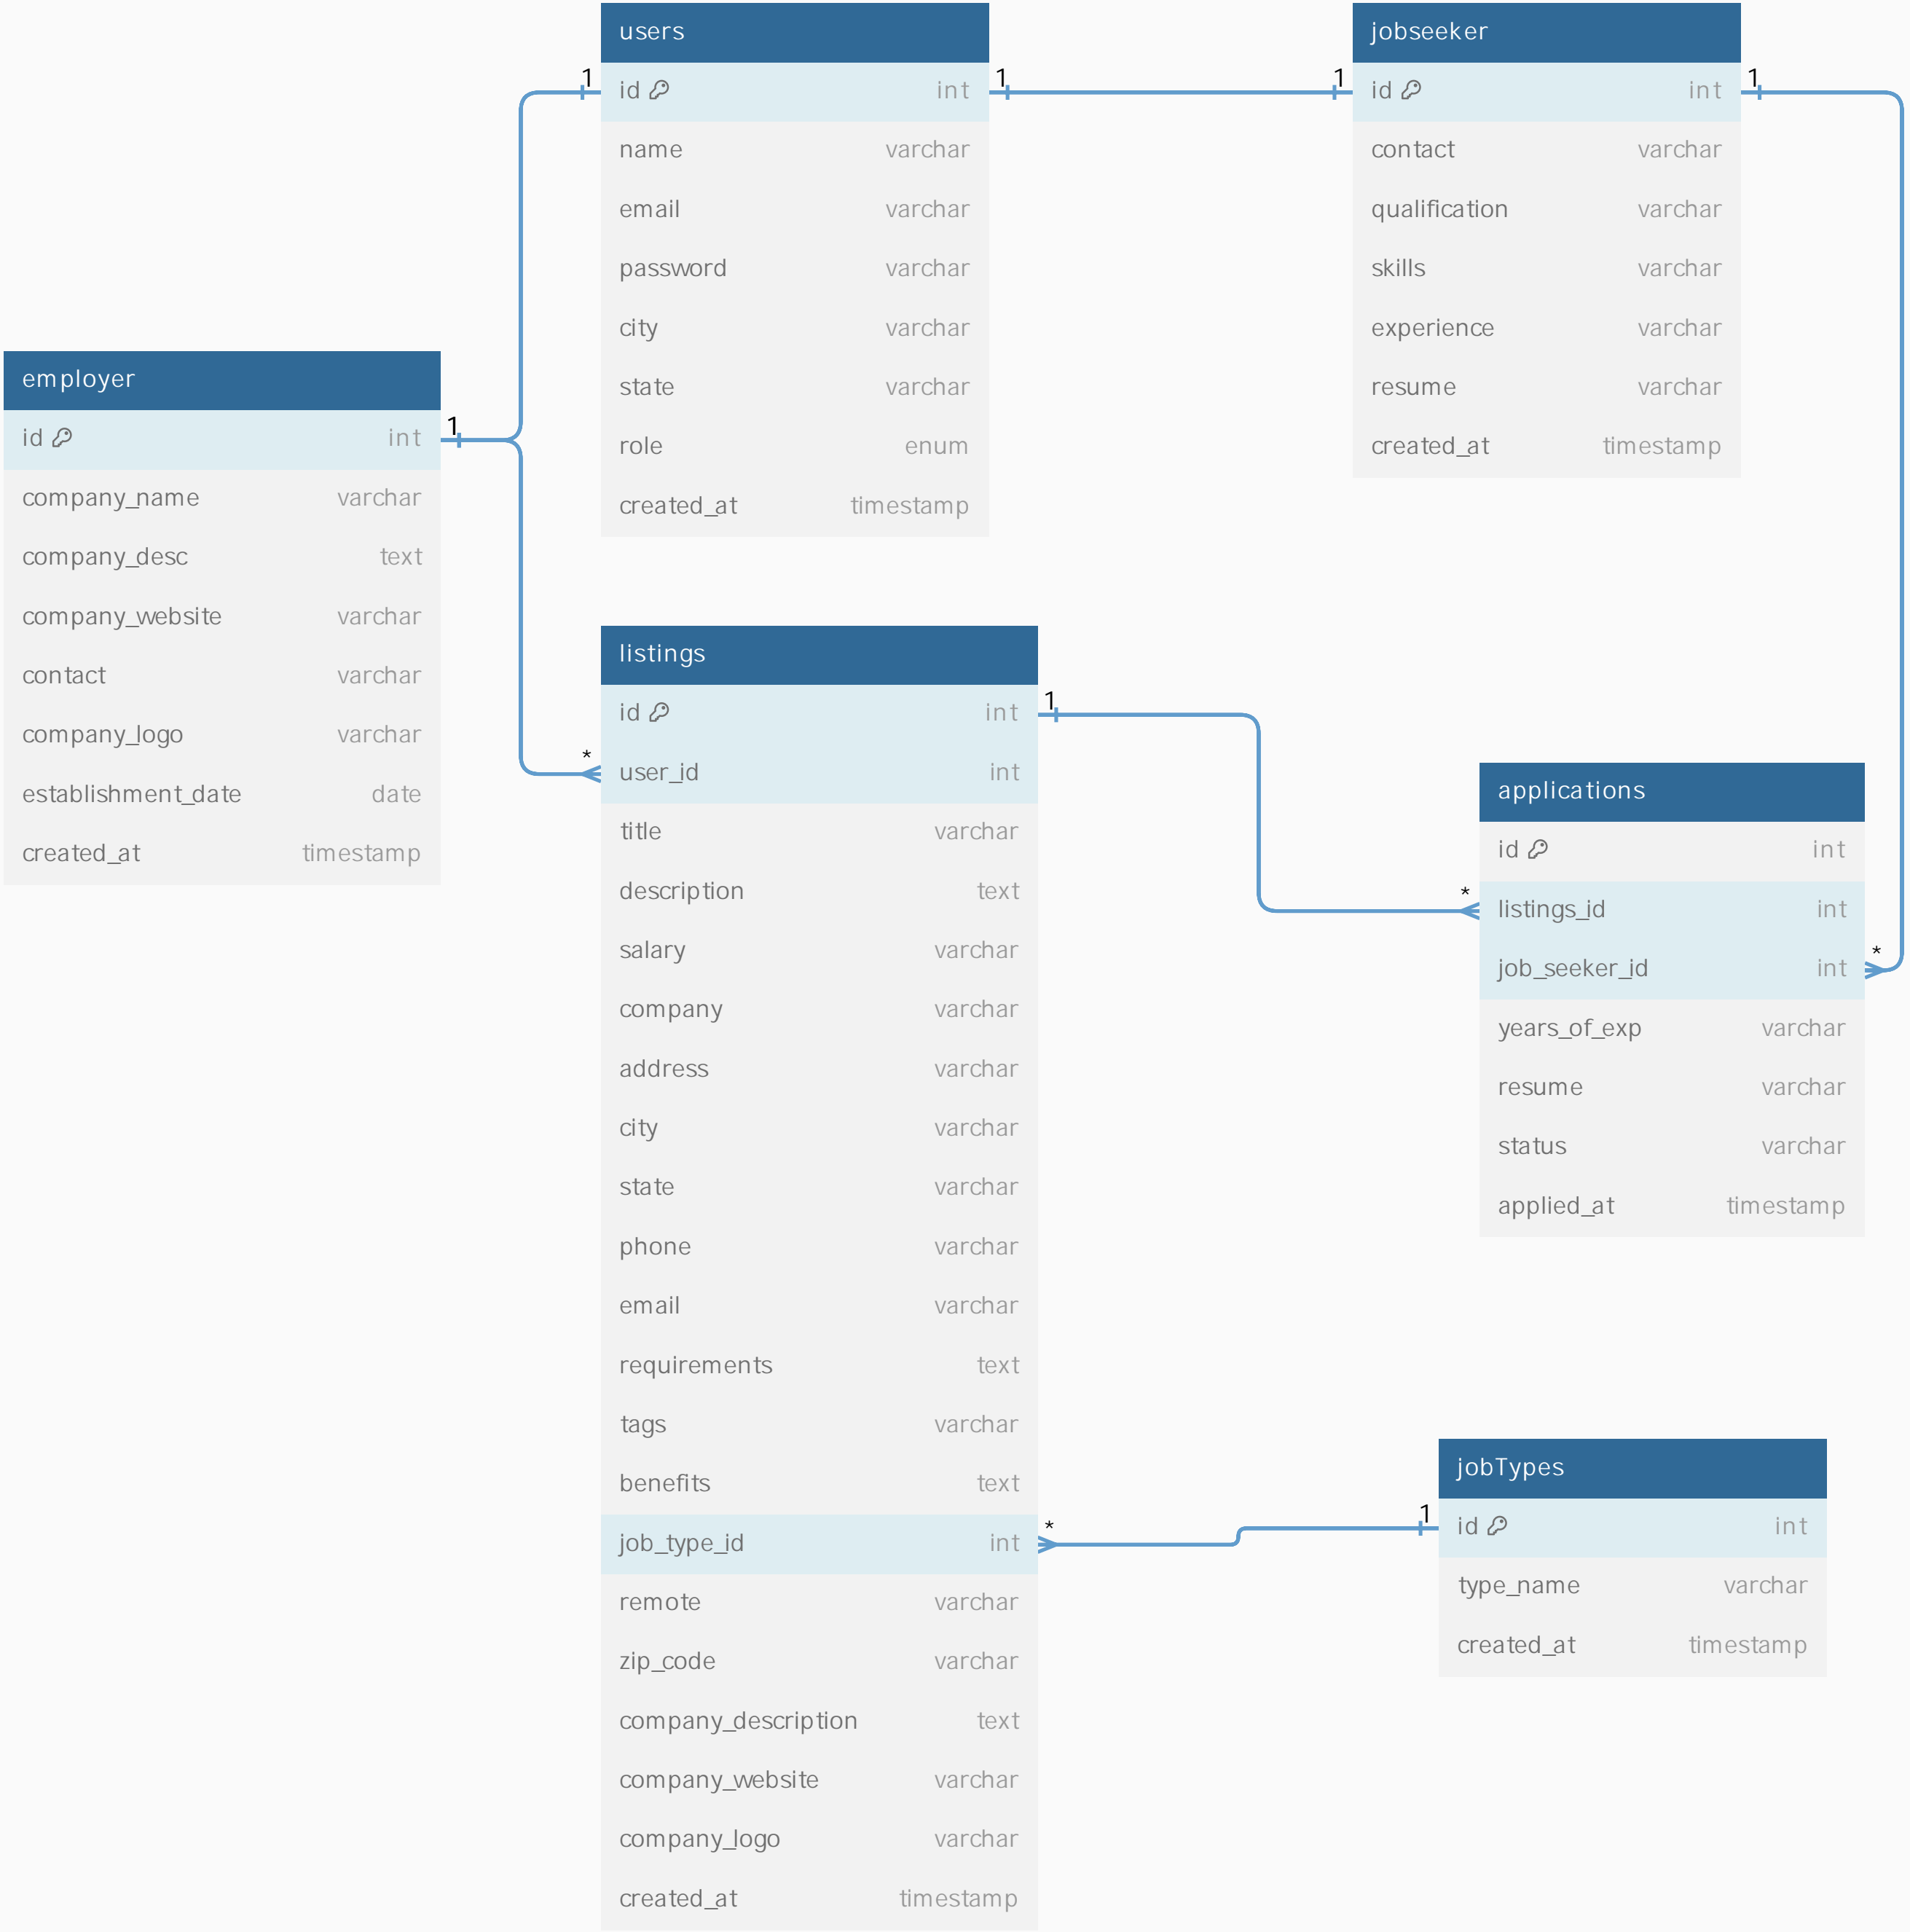 users
1
id int
1
name varchar
email varchar
password varchar
city varchar
state varchar
role enum
created_at timestamp
jobseeker
1
id int
1
contact varchar
qualification varchar
skills varchar
experience varchar
resume varchar
created_at timestamp
employer
id int
1
company_name varchar
company_desc text
company_website varchar
contact varchar
company_logo varchar
establishment_date date
created_at timestamp
listings
id int
1
*
user_id int
title varchar
description text
salary varchar
company varchar
address varchar
city varchar
state varchar
phone varchar
email varchar
requirements text
tags varchar
benefits text
job_type_id int
*
remote varchar
zip_code varchar
company_description text
company_website varchar
company_logo varchar
created_at timestamp
applications
id int
*
listings_id int
job_seeker_id int
*
years_of_exp varchar
resume varchar
status varchar
applied_at timestamp
jobTypes
1
id int
type_name varchar
created_at timestamp